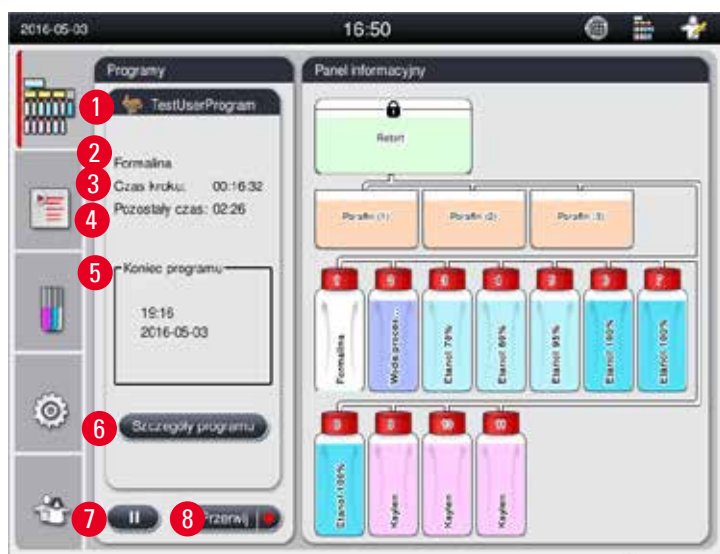 2016-05-03
16:50
Programy
Panel informacyjny
1
TestUserProgram
2
Formalina
3
Czas kroku: 00:16:32
4
Pozostały czas: 02:26
5
Koniec programu
19:16
2016-05-03
6
Szczegóły programu
7
8
Przerwij
Retort
Parafin (1)
Parafin (2)
Parafin (3)
Formalina
Woda proces...
Etanol 70%
Etanol 80%
Etanol 95%
Etanol 100%
Etanol 100%
Etanol 100%
Ksylen
Ksylen
Ksylen